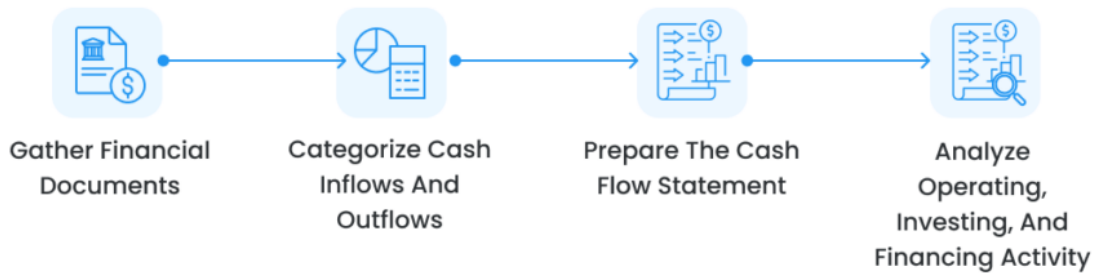 Gather Financial
Documents
Categorize Cash
Inflows And
Outflows
Prepare The Cash
Flow Statement
Analyze
Operating,
Investing, And
Financing Activity